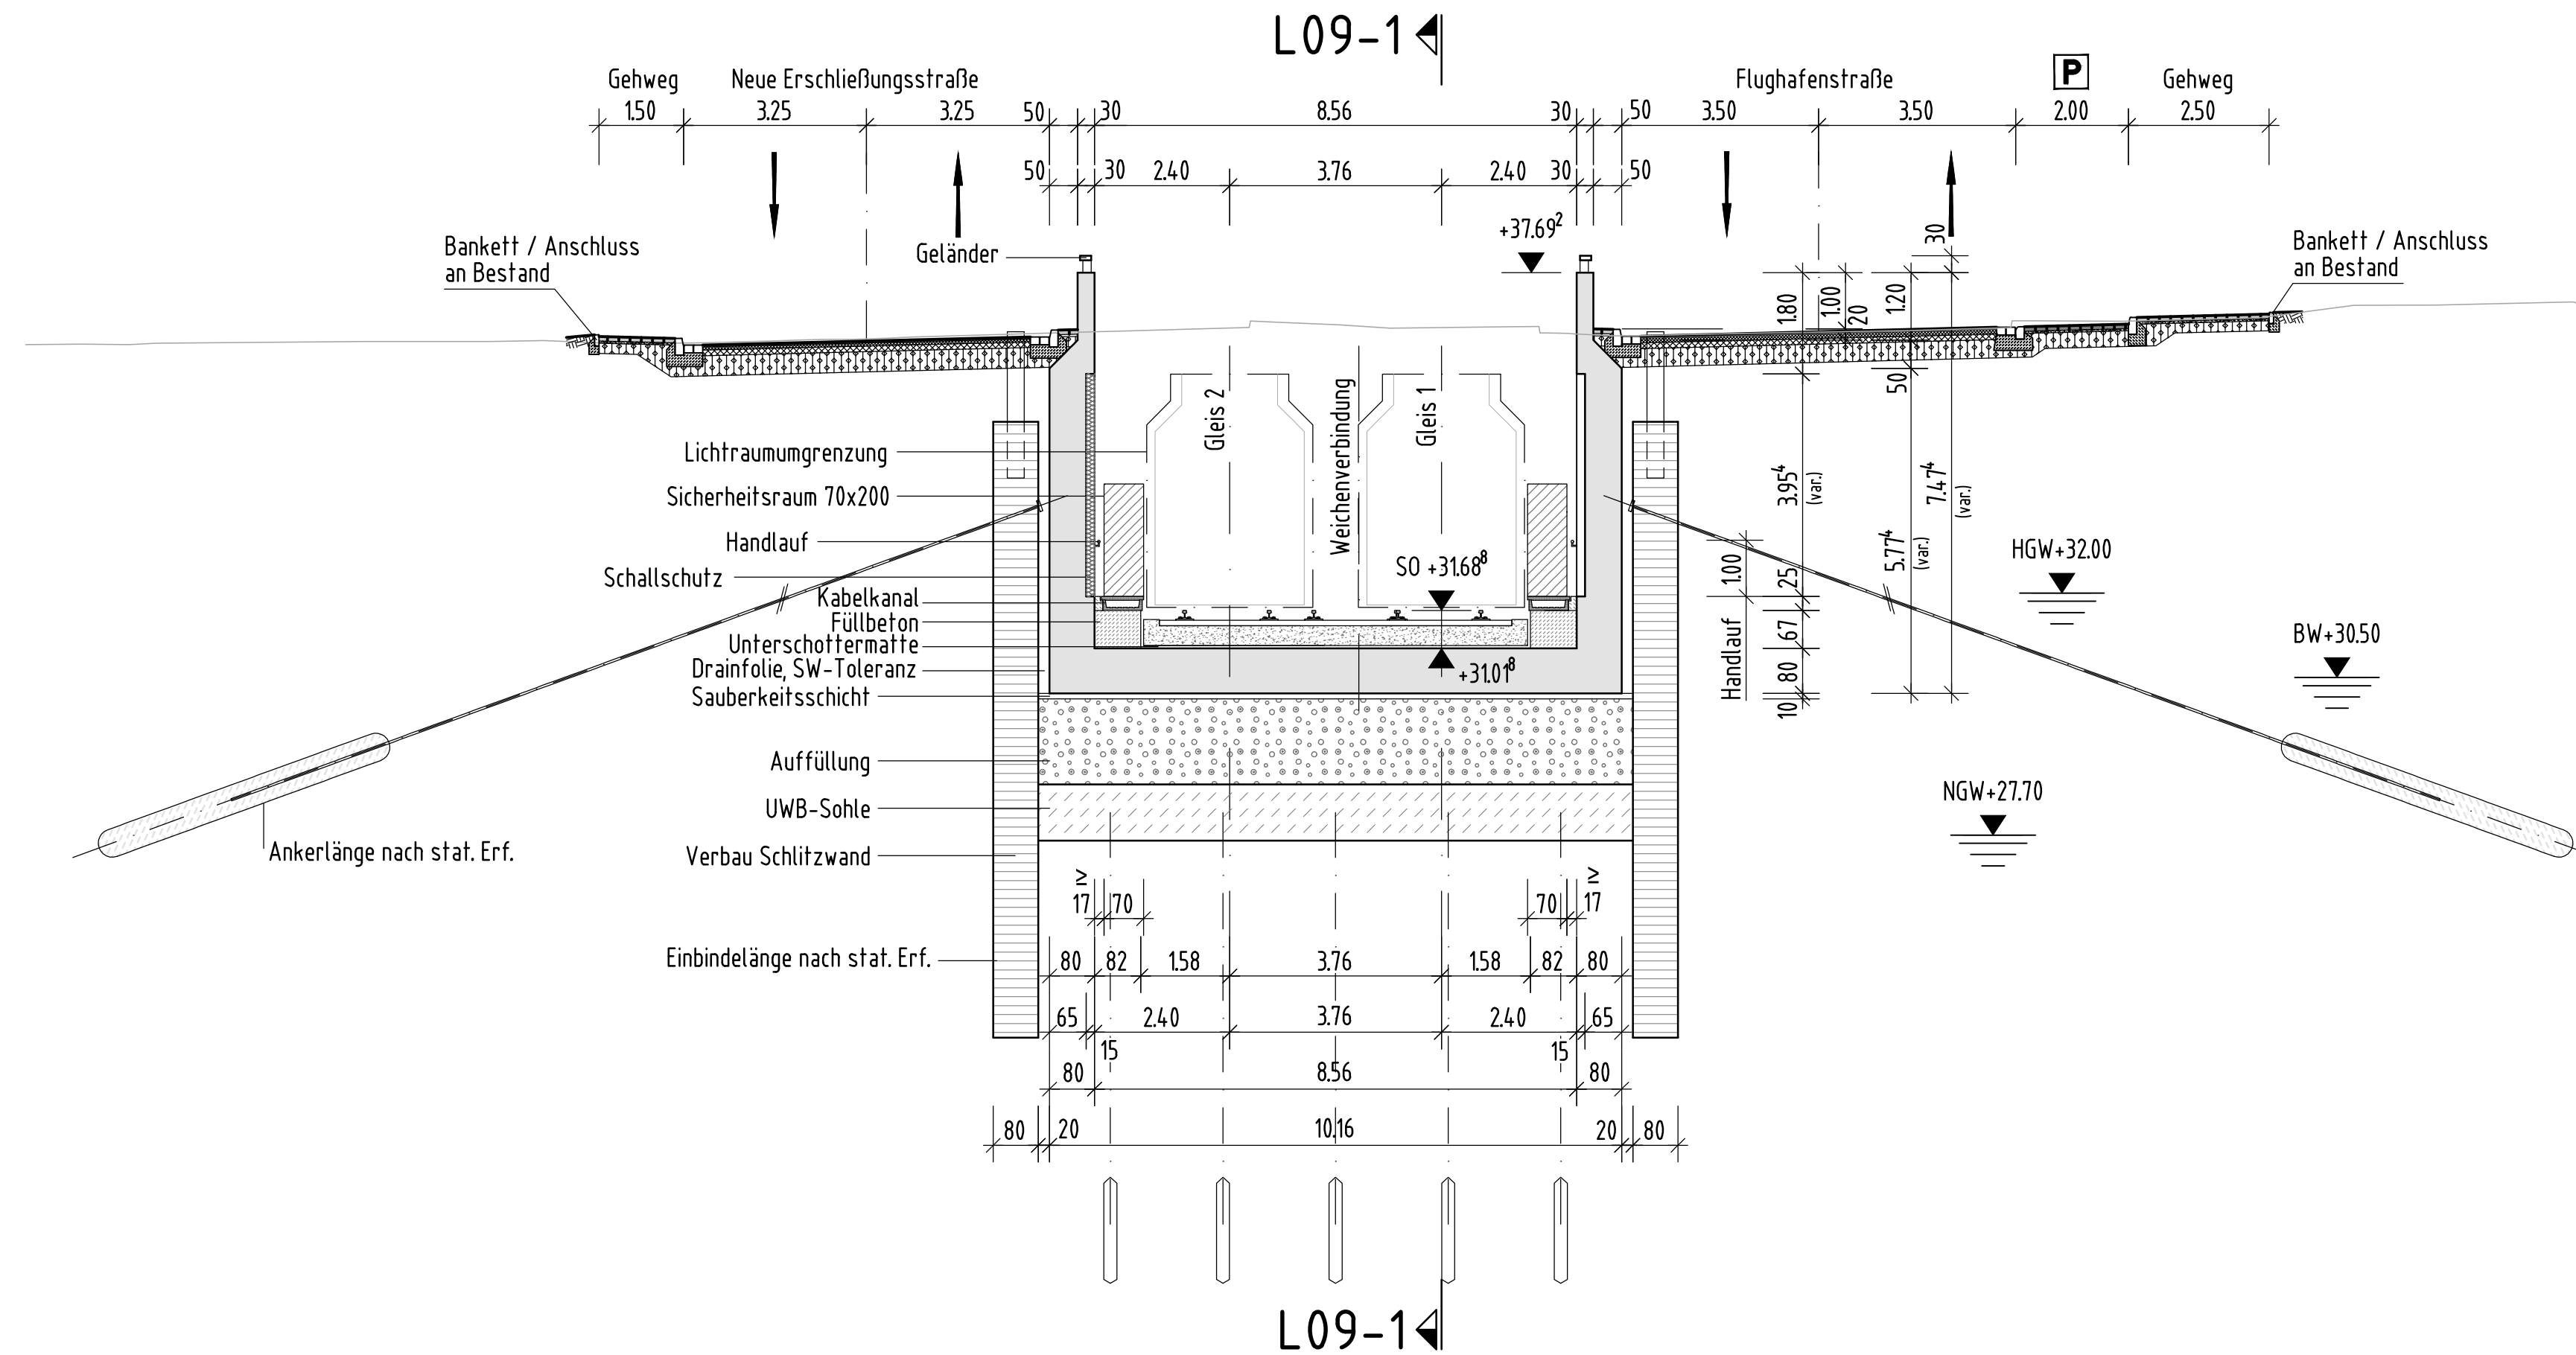 L09-1
Gehweg Neue Erschließungsstraße Flughafenstraße P Gehweg
1.50 3.25 3.25 50 30 8.56 30 50 3.50 3.50 2.00 2.50
50 30 2.40 3.76 2.40 30 50
+37.69²
30
Bankett / Anschluss
an Bestand
Geländer
Bankett / Anschluss
an Bestand
1.80 1.00 20 1.20
50
Gleis 2
Weichenverbindung
Gleis 1
Lichtraumumgrenzung
Sicherheitsraum 70x200
Handlauf
Schallschutz
Kabelkanal
Füllbeton
Unterschottermatte
Drainfolie, SW-Toleranz
Sauberkeitsschicht
Auffüllung
UWB-Sohle
Verbau Schlitzwand
Einbindelänge nach stat. Erf.
Ankerlänge nach stat. Erf.
SO +31.68⁸
+31.01⁸
3.95⁴
(var.)
7.47⁴
(var.)
5.77⁴
(var.)
1.00
Handlauf
25
67
80
10
HGW+32.00
BW+30.50
NGW+27.70
≥
17 70
≥
70 17
80 82 1.58 3.76 1.58 82 80
65 2.40 3.76 2.40 65
15 15
80 8.56 80
80 20 10.16 20 80
L09-1